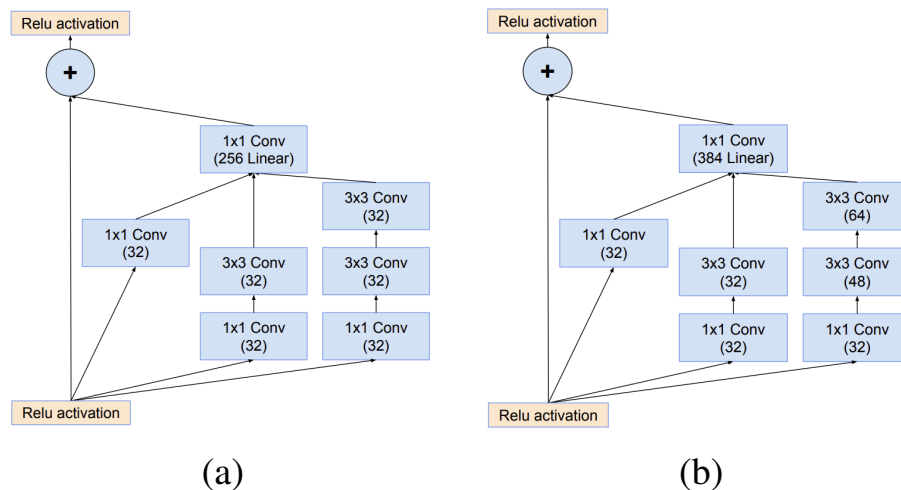 Relu activation
+
1x1 Conv
(256 Linear)
3x3 Conv
(32)
1x1 Conv
(32)
3x3 Conv
(32)
3x3 Conv
(32)
1x1 Conv
(32)
1x1 Conv
(32)
Relu activation
(a)
Relu activation
+
1x1 Conv
(384 Linear)
3x3 Conv
(64)
1x1 Conv
(32)
3x3 Conv
(32)
3x3 Conv
(48)
1x1 Conv
(32)
1x1 Conv
(32)
Relu activation
(b)